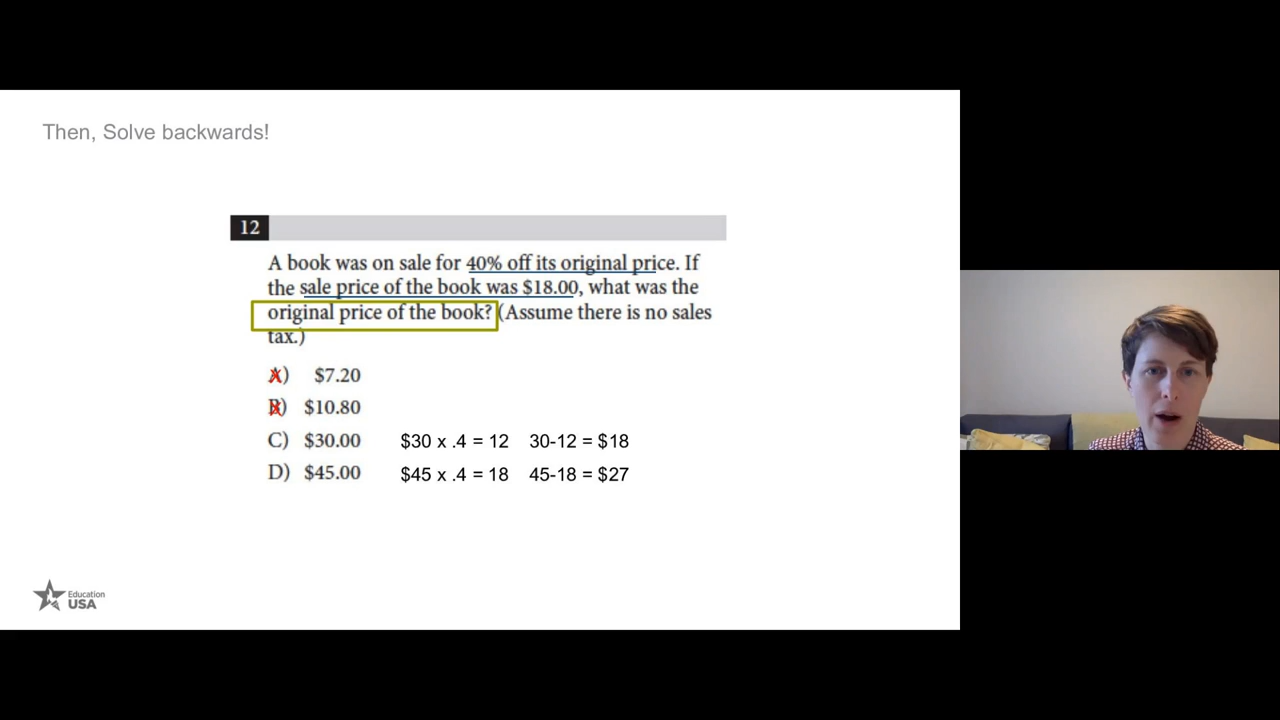 Then, Solve backwards!
12
A book was on sale for 40% off its original price. If
the sale price of the book was $18.00, what was the
original price of the book? (Assume there is no sales
tax.)
A) $7.20
B) $10.80
C) $30.00 $30 x .4 = 12 30-12 = $18
D) $45.00 $45 x .4 = 18 45-18 = $27
Education
USA